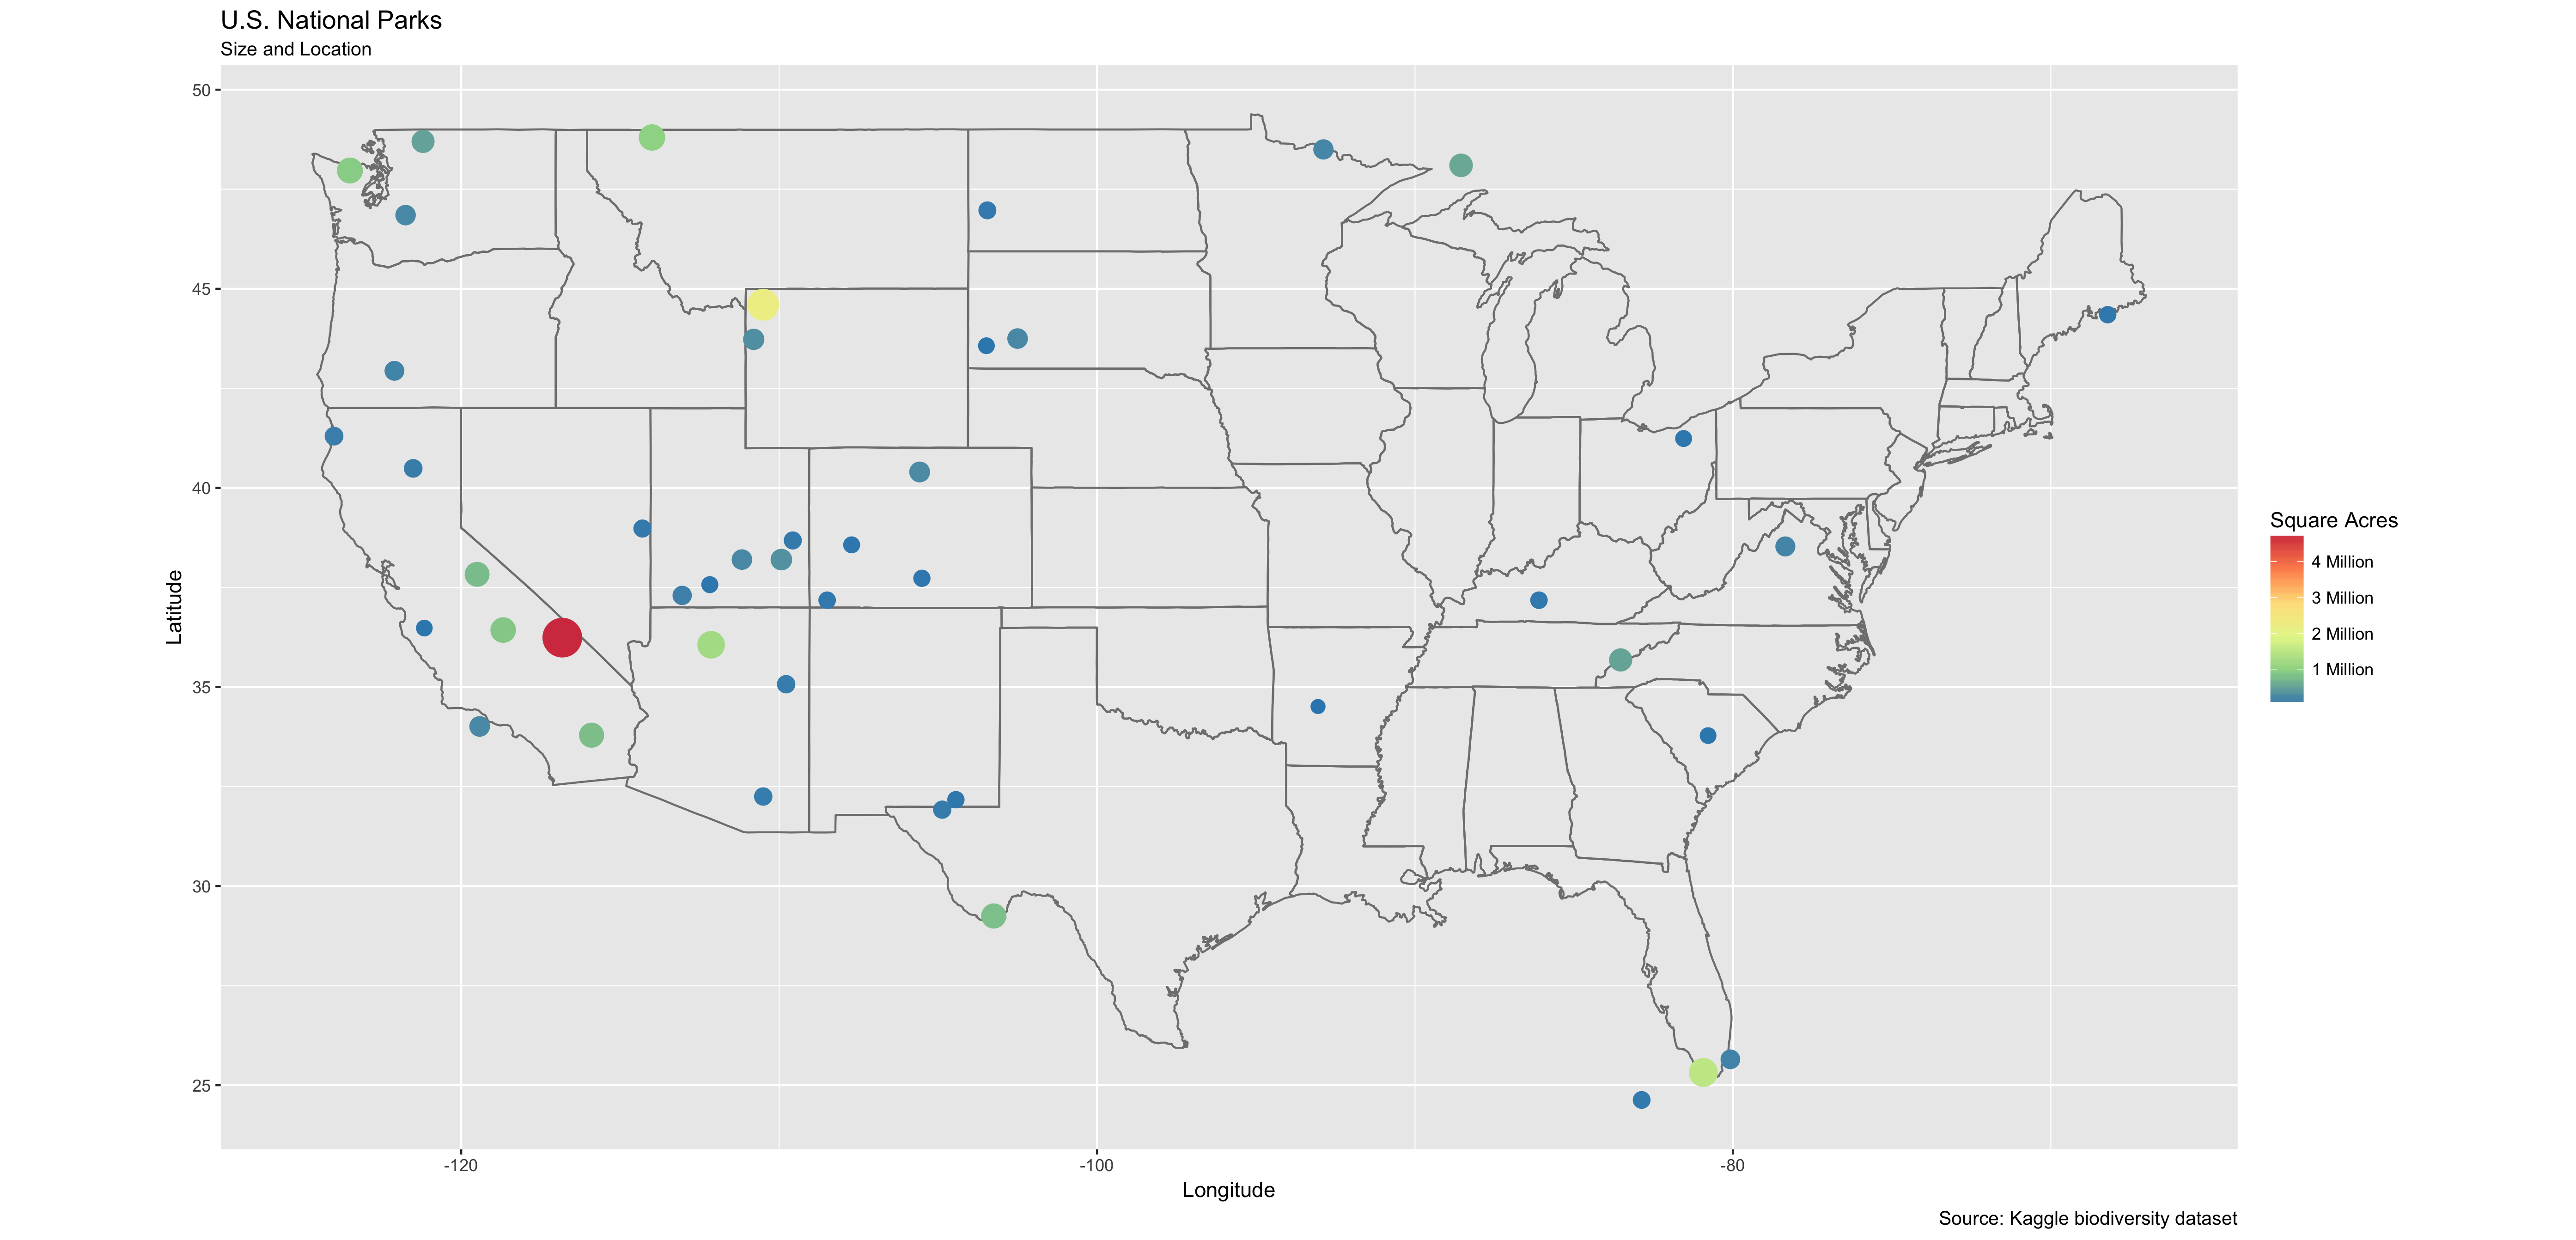 U.S. National Parks
Size and Location
50
45
40
35
30
25
Latitude
-120
-100
-80
Longitude
Square Acres
4 Million
3 Million
2 Million
1 Million
Source: Kaggle biodiversity dataset